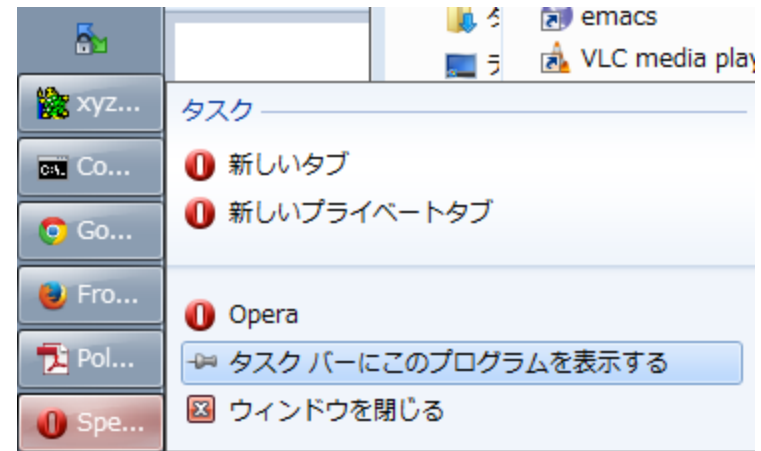 emacs
VLC media play
xyz...
Co...
Go...
Fro...
Pol...
Spe...
タスク
新しいタブ
新しいプライベートタブ
Opera
タスク バーにこのプログラムを表示する
ウィンドウを閉じる